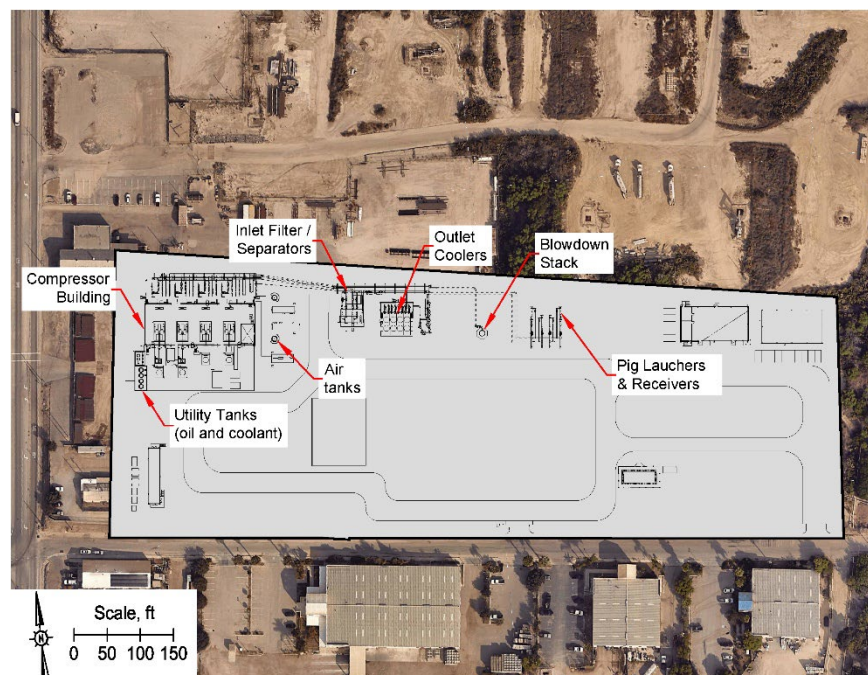 Inlet Filter /
Separators
Outlet
Coolers
Blowdown
Stack
Compressor
Building
Air
tanks
Pig Lauchers
& Receivers
Utility Tanks
(oil and coolant)
N
Scale, ft
0 50 100 150